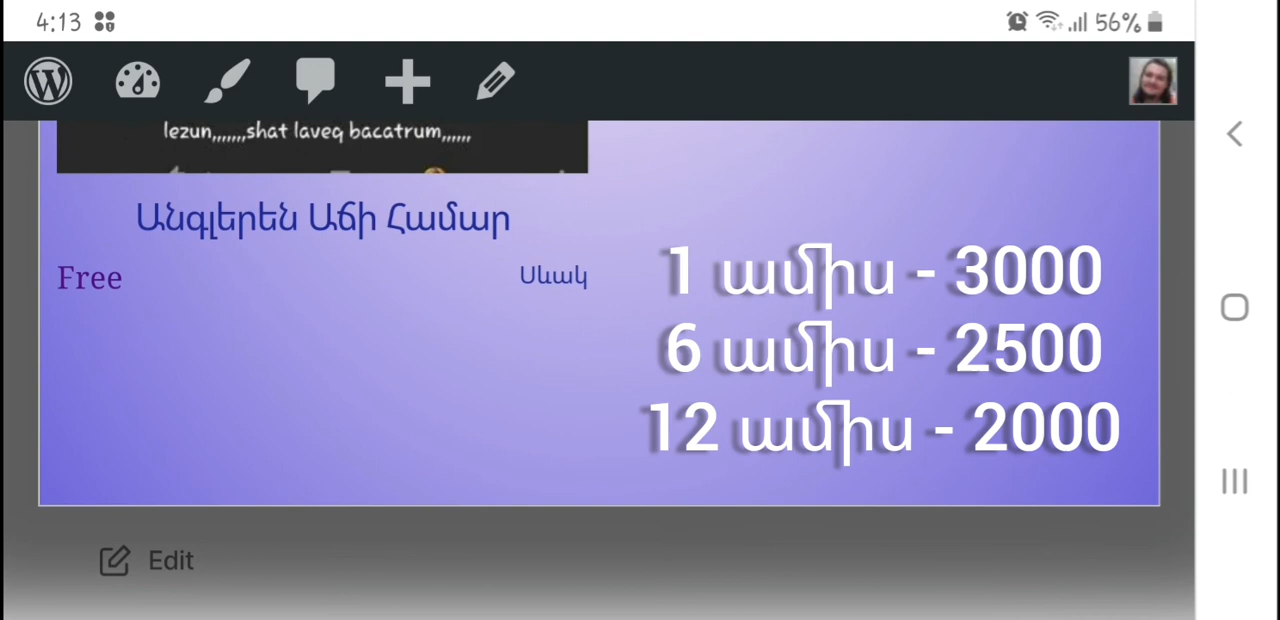 4:13
56%
lezun,,,,,,,shat laveq bacatrum,,,,,,
Անգլերեն Աճի Համար
Free
Սևակ
1 ամիս - 3000
6 ամիս - 2500
12 ամիս - 2000
Edit